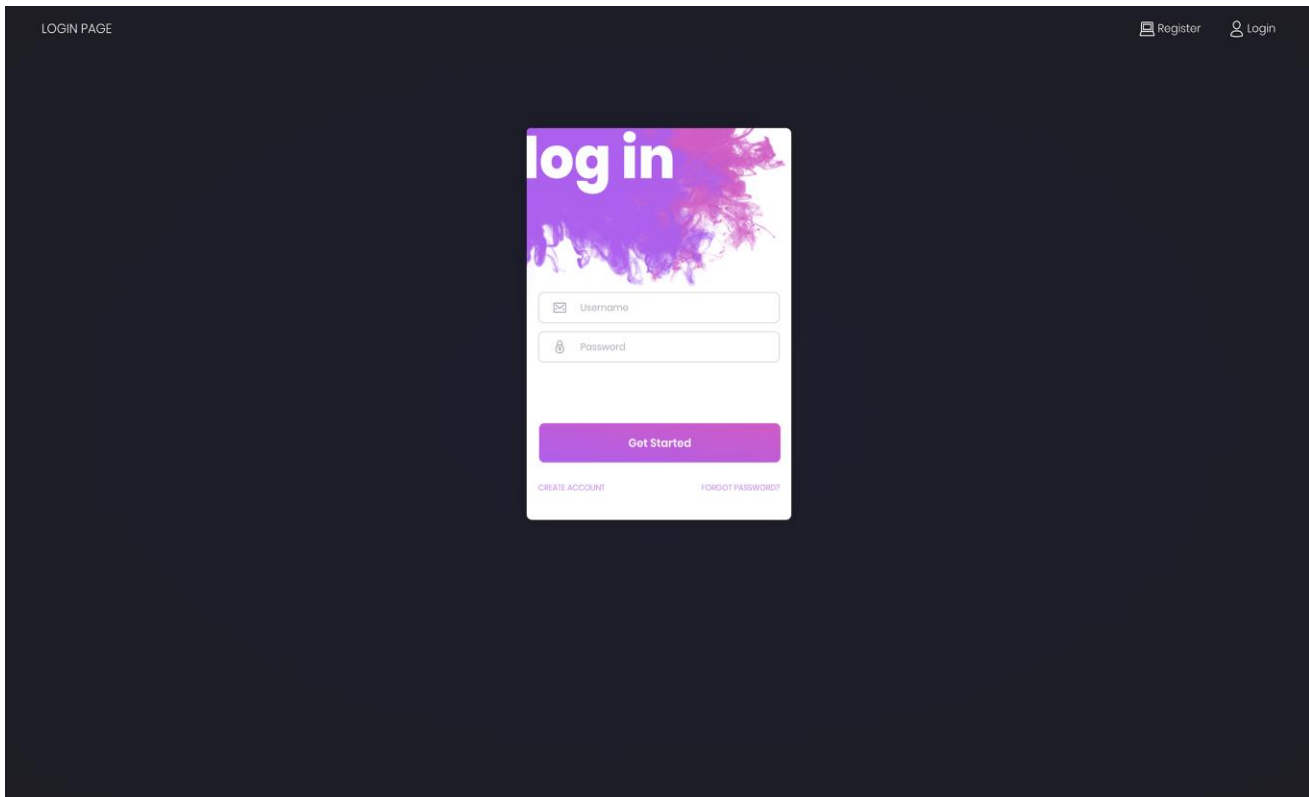 LOGIN PAGE
Register
Login
log in
Username
Password
Get Started
CREATE ACCOUNT
FORGOT PASSWORD?